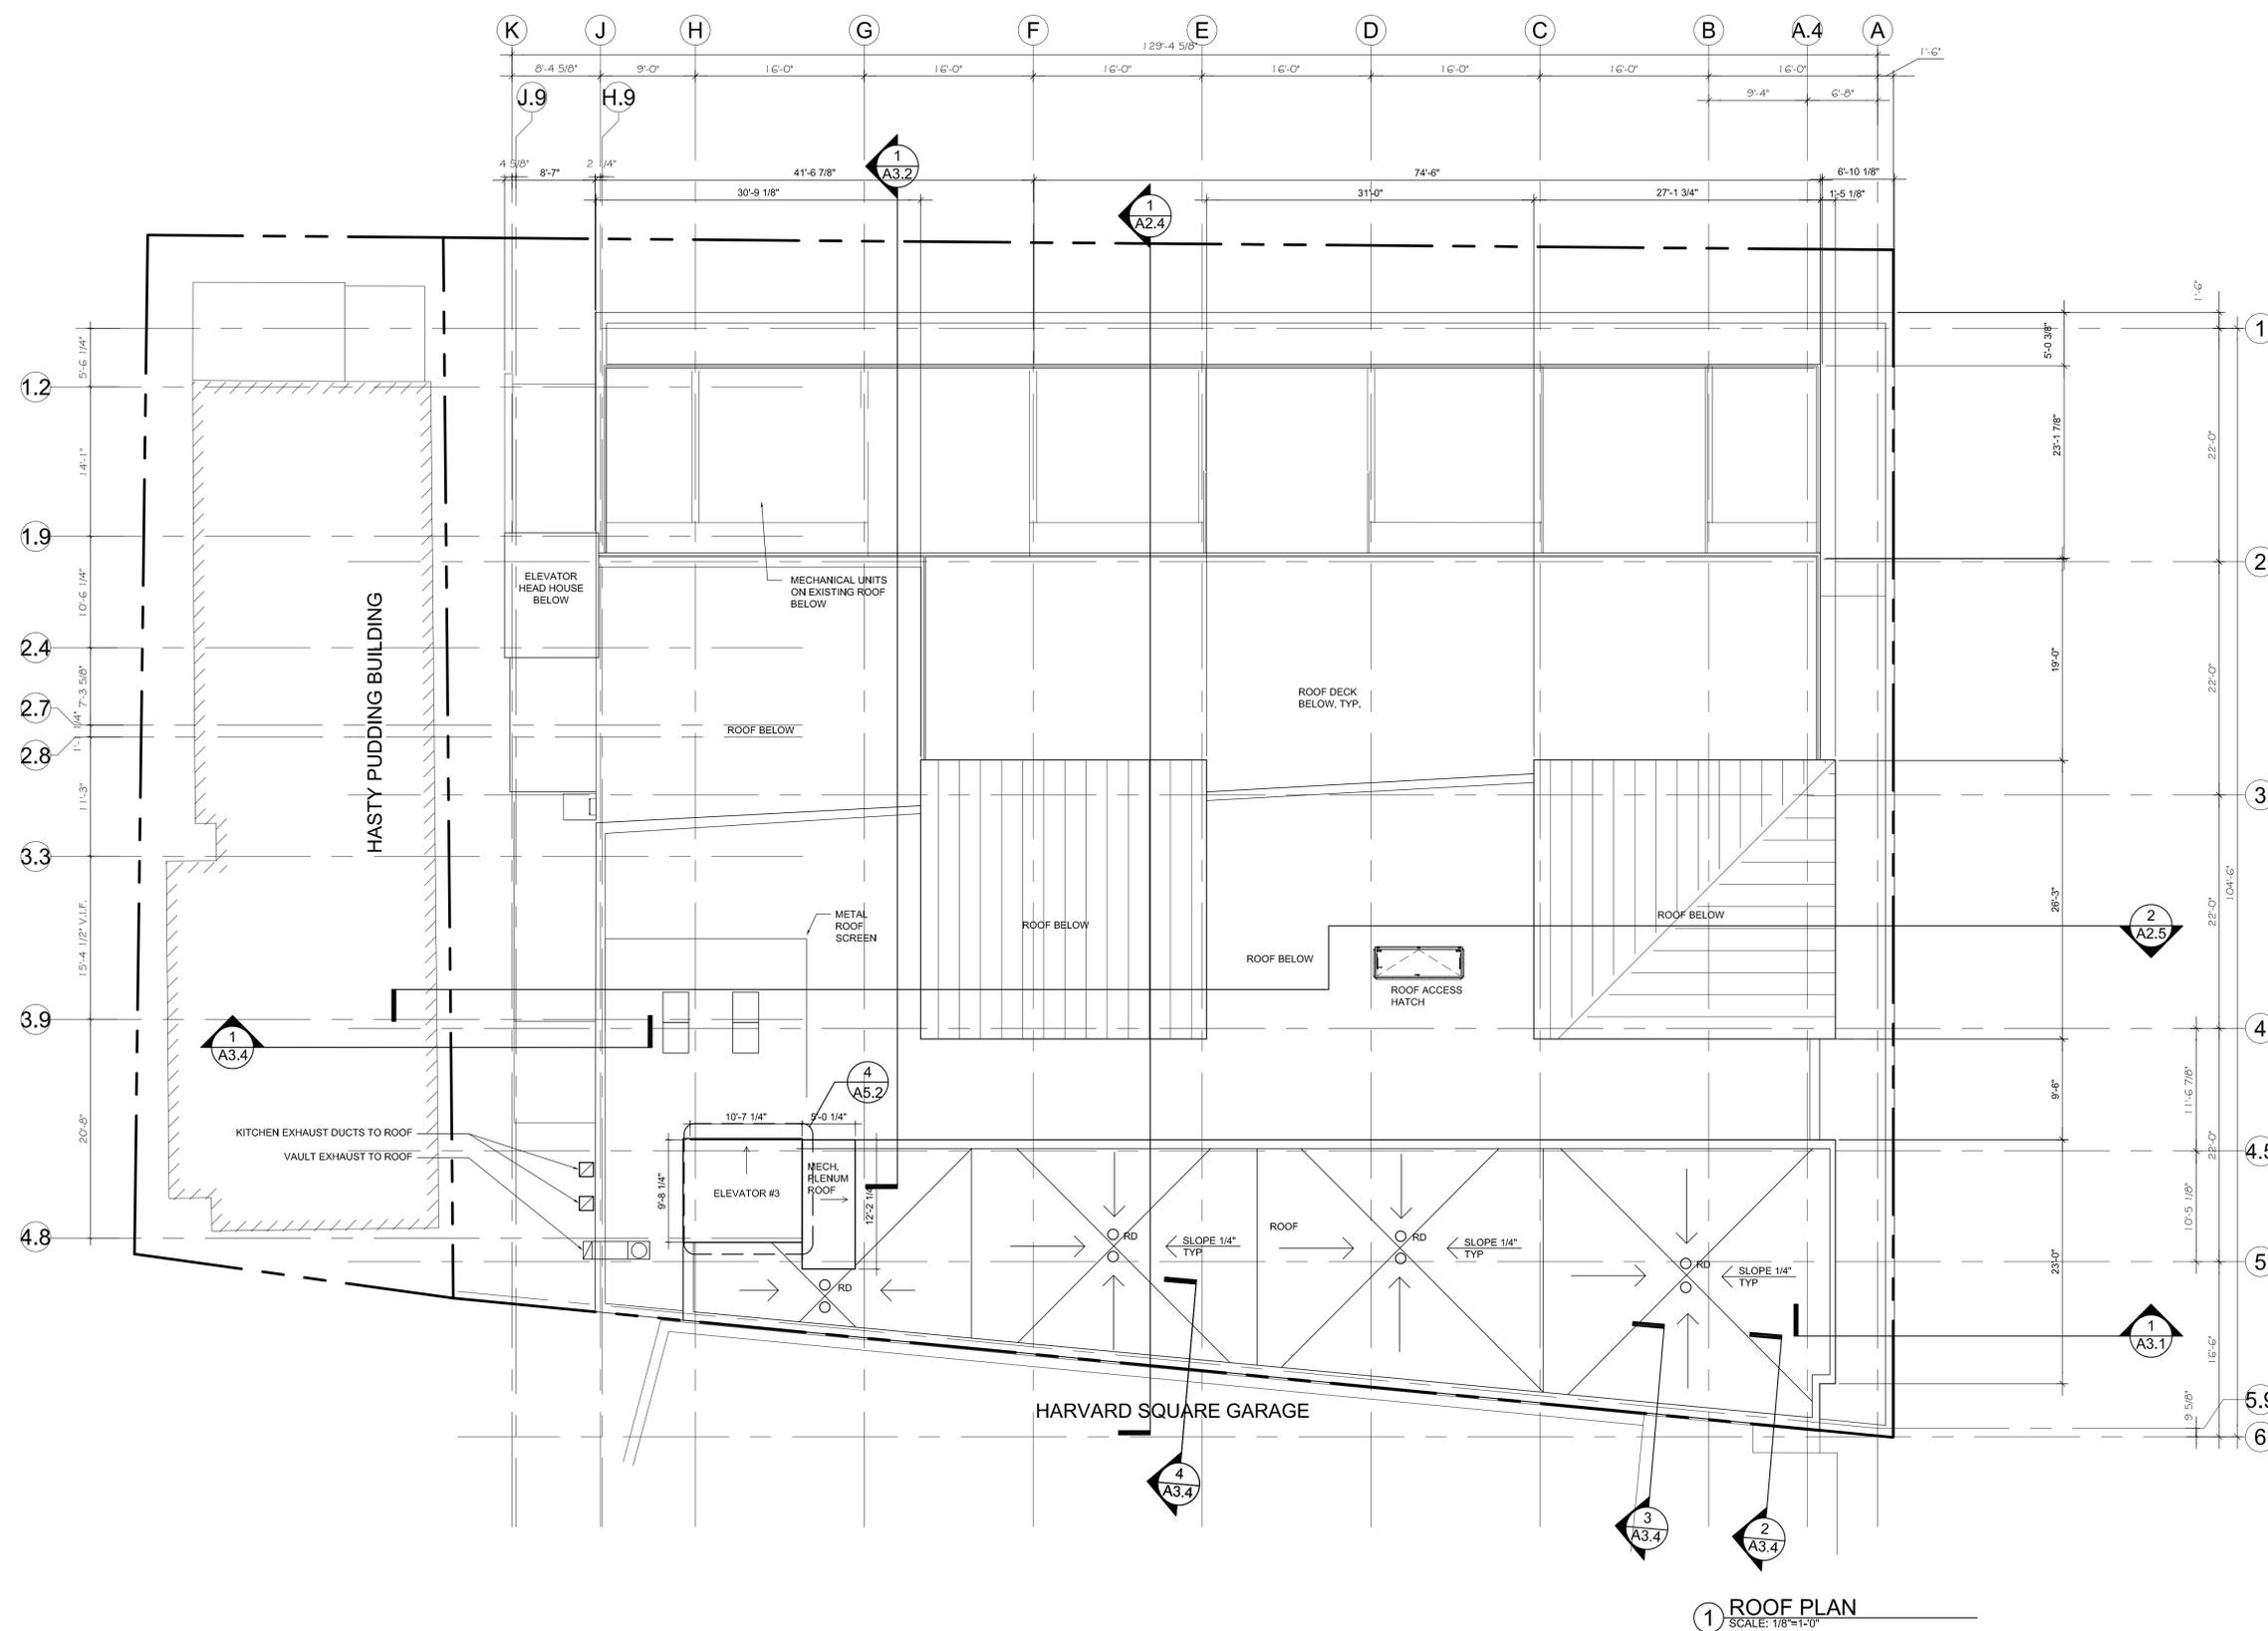 K
J
H
G
F
E
D
C
B
A.4
A
129'-4 5/8"
1'-6"
8'-4 5/8"
9'-0"
16'-0"
16'-0"
16'-0"
16'-0"
16'-0"
16'-0"
16'-0"
J.9
H.9
9'-4"
6'-8"
1
A3.2
4 5/8"
8'-7"
2 1/4"
41'-6 7/8"
74'-6"
6'-10 1/8"
30'-9 1/8"
31'-0"
27'-1 3/4"
1'-5 1/8"
1
A2.4
1'-6"
1
5'-0 3/8"
1.2
5'-6 1/4"
14'-1"
23'-1 7/8"
22'-0"
1.9
2
ELEVATOR
HEAD HOUSE
BELOW
MECHANICAL UNITS
ON EXISTING ROOF
BELOW
10'-6 1/4"
2.4
HASTY PUDDING BUILDING
7'-3 5/8"
2.7
1'-1 1/4"
2.8
ROOF BELOW
ROOF DECK
BELOW, TYP.
19'-0"
22'-0"
3
11'-3"
3.3
15'-4 1/2" V.I.F.
METAL
ROOF
SCREEN
ROOF BELOW
ROOF BELOW
ROOF BELOW
26'-3"
22'-0"
104'-6"
2
A2.5
ROOF ACCESS
HATCH
3.9
4
1
A3.4
4
A5.2
9'-6"
11'-6 7/8"
20'-8"
10'-7 1/4"
5'-0 1/4"
KITCHEN EXHAUST DUCTS TO ROOF
VAULT EXHAUST TO ROOF
4.5
22'-0"
9'-8 1/4"
ELEVATOR #3
MECH.
PLENUM
ROOF
12'-2 1/4"
ROOF
RD
SLOPE 1/4"
TYP
RD
SLOPE 1/4"
TYP
RD
SLOPE 1/4"
TYP
RD
4.8
10'-5 1/8"
23'-0"
5
1
A3.1
16'-6"
HARVARD SQUARE GARAGE
9 5/8"
5.9
6
4
A3.4
3
A3.4
2
A3.4
1
ROOF PLAN
SCALE: 1/8"=1-'0"